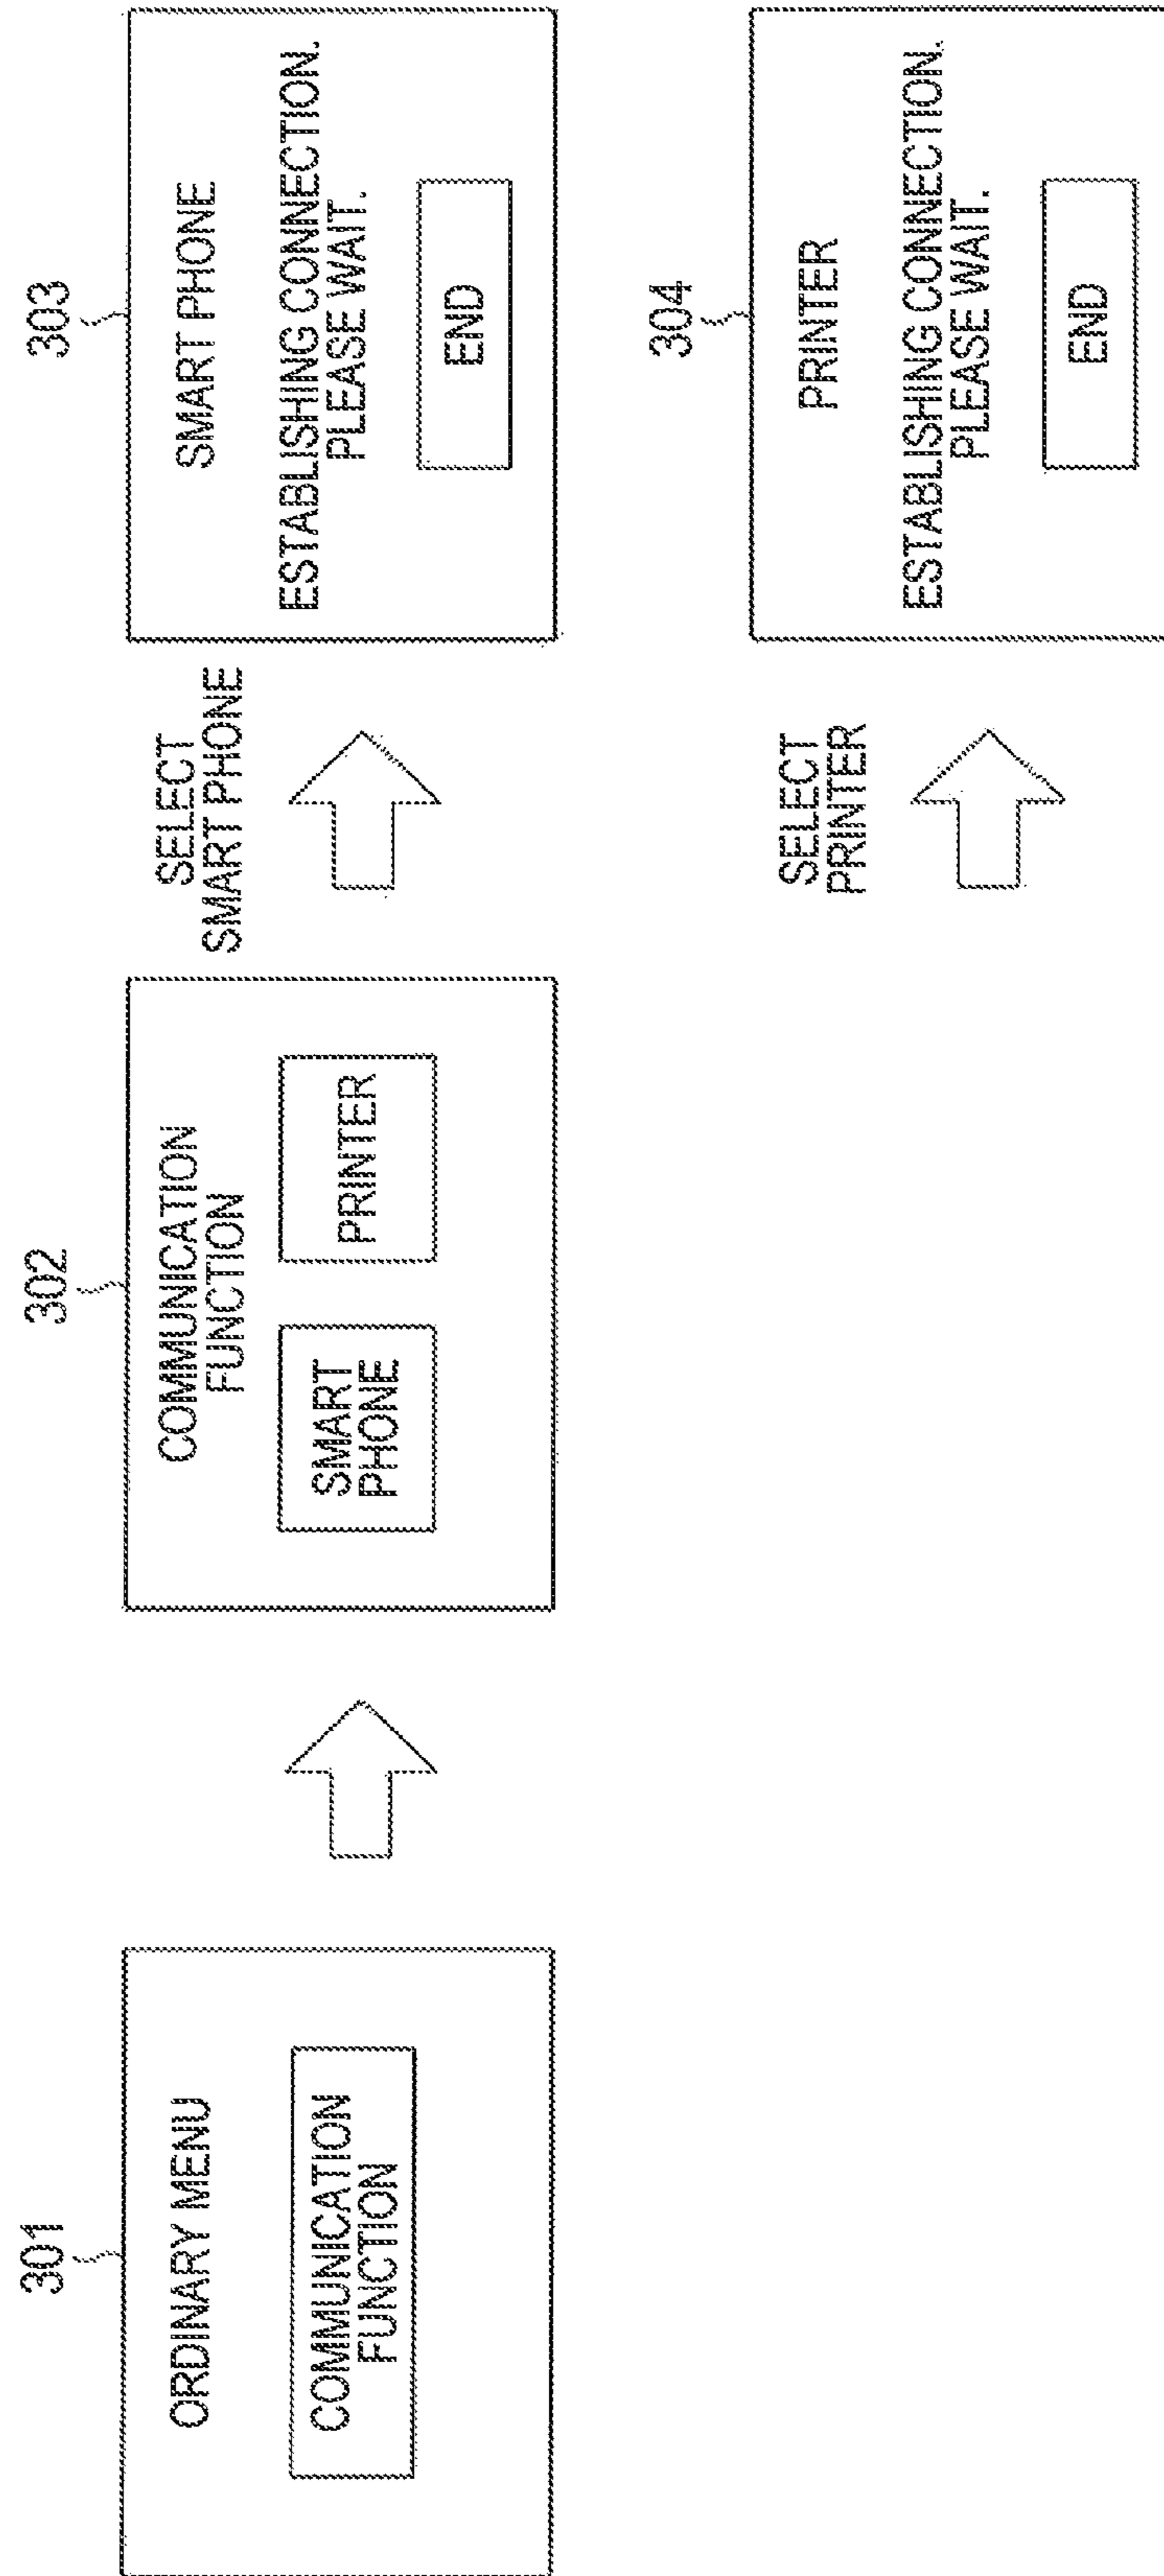 301
ORDINARY MENU
COMMUNICATION
FUNCTION
302
COMMUNICATION
FUNCTION
SMART
PHONE
PRINTER
SELECT
SMART PHONE
303
SMART PHONE
ESTABLISHING CONNECTION.
PLEASE WAIT.
END
SELECT
PRINTER
304
PRINTER
ESTABLISHING CONNECTION.
PLEASE WAIT.
END